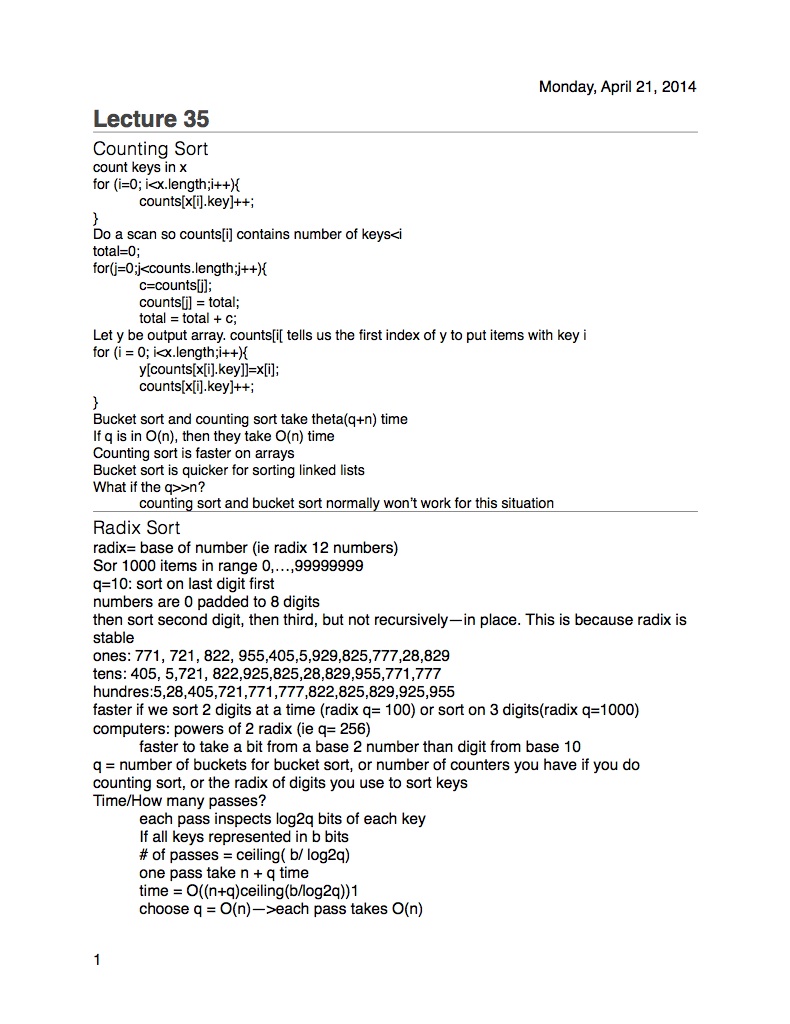 Monday, April 21, 2014
Lecture 35
Counting Sort
count keys in x
for (i=0; i<x.length;i++){
counts[x[i].key]++;
}
Do a scan so counts[i] contains number of keys<i
total=0;
for(j=0;j<counts.length;j++){
c=counts[j];
counts[j] = total;
total = total + c;
Let y be output array. counts[i[ tells us the first index of y to put items with key i
for (i = 0; i<x.length;i++){
y[counts[x[i].key]]=x[i];
counts[x[i].key]++;
}
Bucket sort and counting sort take theta(q+n) time
If q is in O(n), then they take O(n) time
Counting sort is faster on arrays
Bucket sort is quicker for sorting linked lists
What if the q>>n?
counting sort and bucket sort normally won’t work for this situation
Radix Sort
radix= base of number (ie radix 12 numbers)
Sor 1000 items in range 0,…,99999999
q=10: sort on last digit first
numbers are 0 padded to 8 digits
then sort second digit, then third, but not recursively—in place. This is because radix is
stable
ones: 771, 721, 822, 955,405,5,929,825,777,28,829
tens: 405, 5,721, 822,925,825,28,829,955,771,777
hundres:5,28,405,721,771,777,822,825,829,925,955
faster if we sort 2 digits at a time (radix q= 100) or sort on 3 digits(radix q=1000)
computers: powers of 2 radix (ie q= 256)
faster to take a bit from a base 2 number than digit from base 10
q = number of buckets for bucket sort, or number of counters you have if you do
counting sort, or the radix of digits you use to sort keys
Time/How many passes?
each pass inspects log2q bits of each key
If all keys represented in b bits
# of passes = ceiling( b/ log2q)
one pass take n + q time
time = O((n+q)ceiling(b/log2q))1
choose q = O(n)—>each pass takes O(n)
1